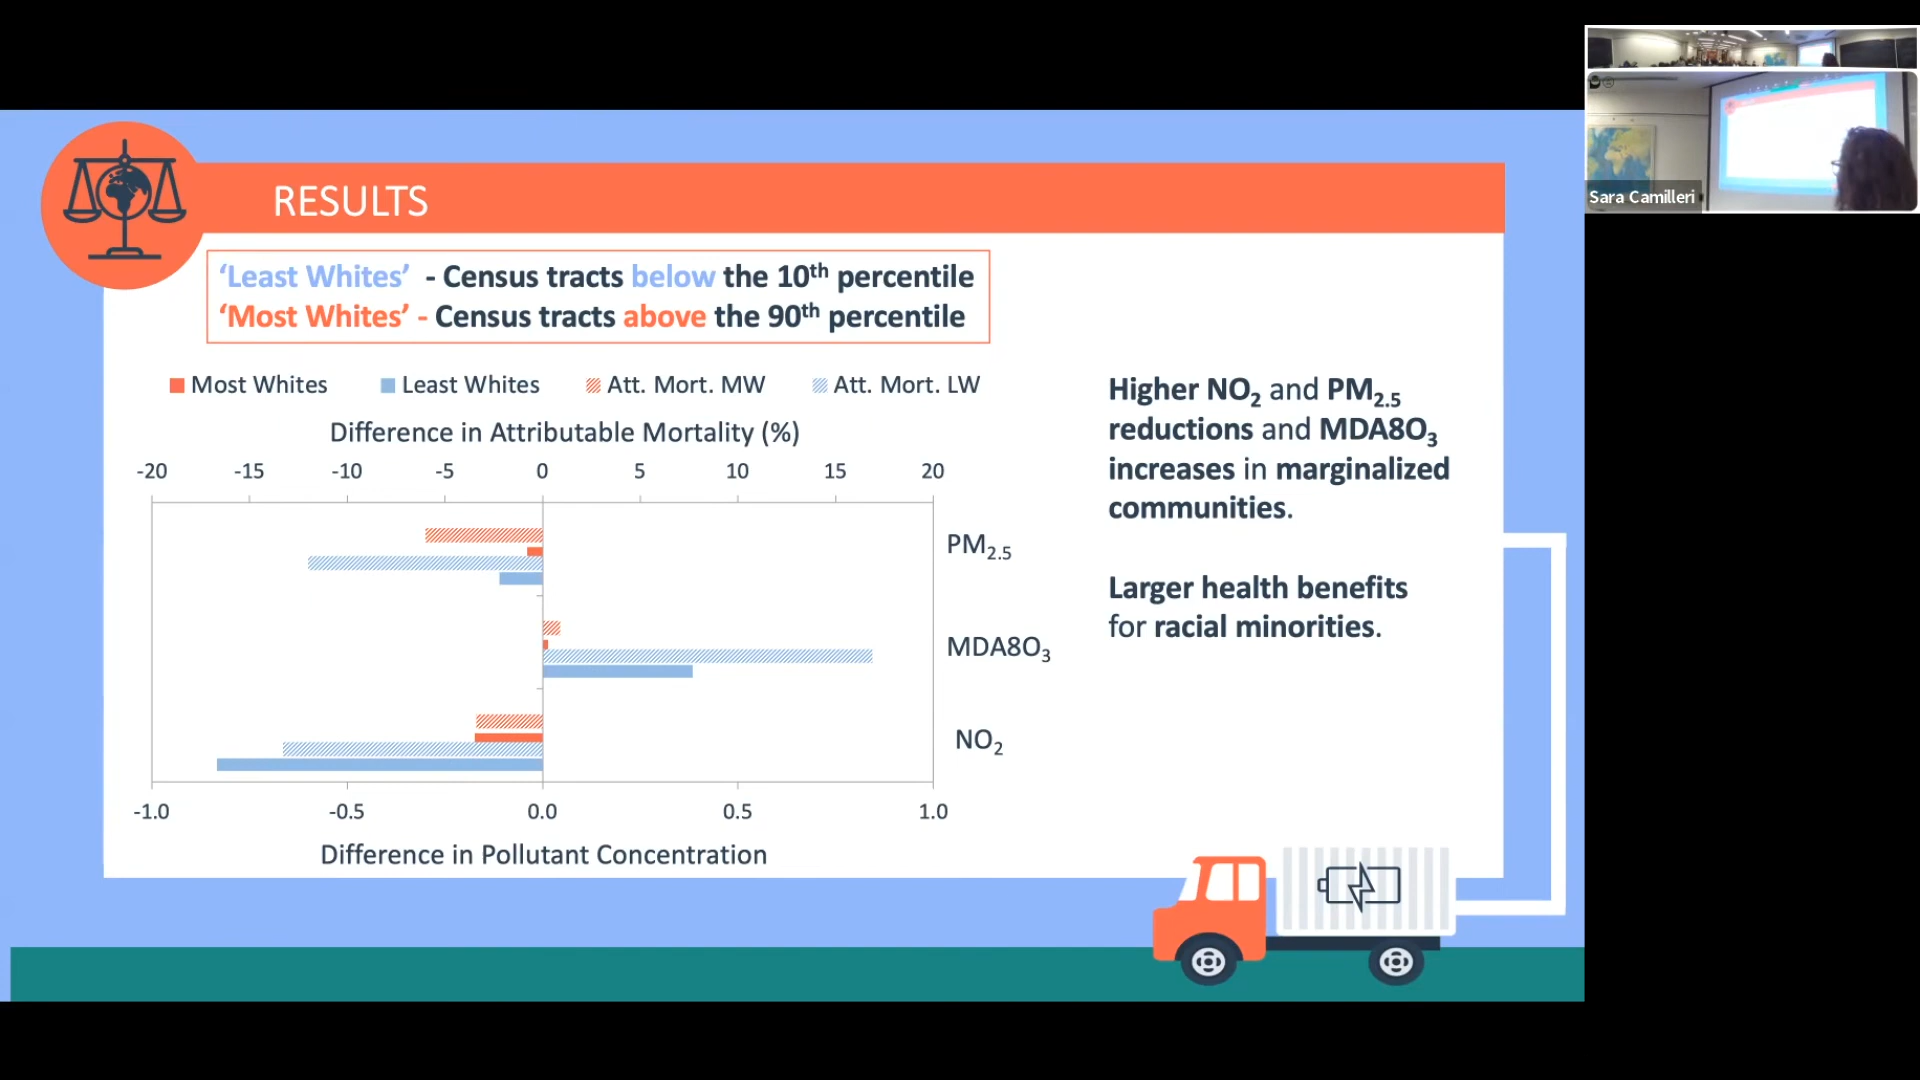 RESULTS
‘Least Whites’ - Census tracts below the 10th percentile
‘Most Whites’ - Census tracts above the 90th percentile
Most Whites Least Whites Att. Mort. MW Att. Mort. LW
Difference in Attributable Mortality (%)
-20 -15 -10 -5 0 5 10 15 20
PM2.5
MDA8O3
NO2
-1.0 -0.5 0.0 0.5 1.0
Difference in Pollutant Concentration
Higher NO2 and PM2.5
reductions and MDA8O3
increases in marginalized
communities.
Larger health benefits
for racial minorities.
Sara Camilleri